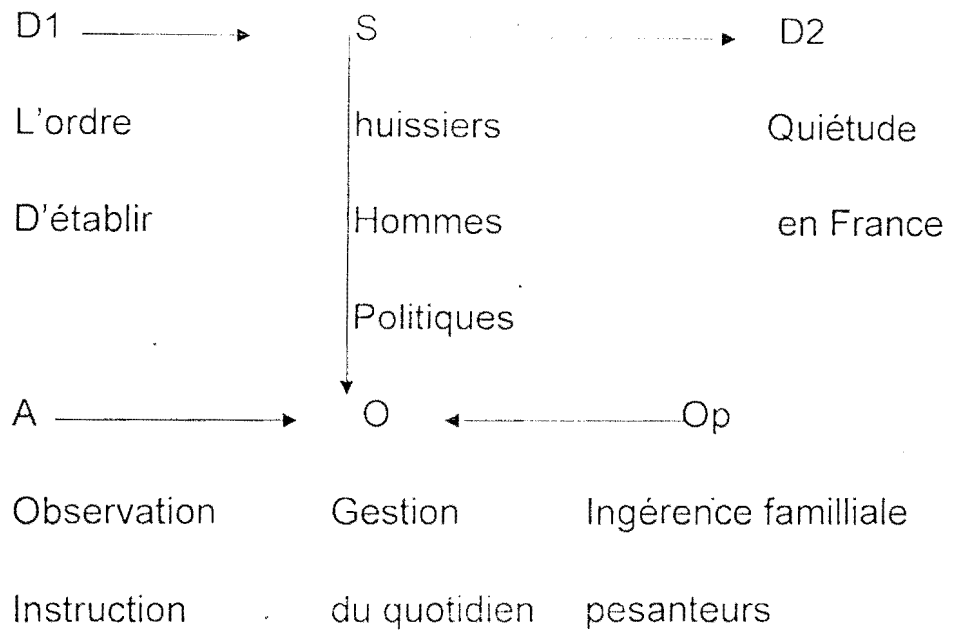 D1 S D2
L'ordre huissiers Quiétude
D'établir Hommes en France
Politiques
A O Op
Observation Gestion Ingérence familliale
Instruction du quotidien pesanteurs